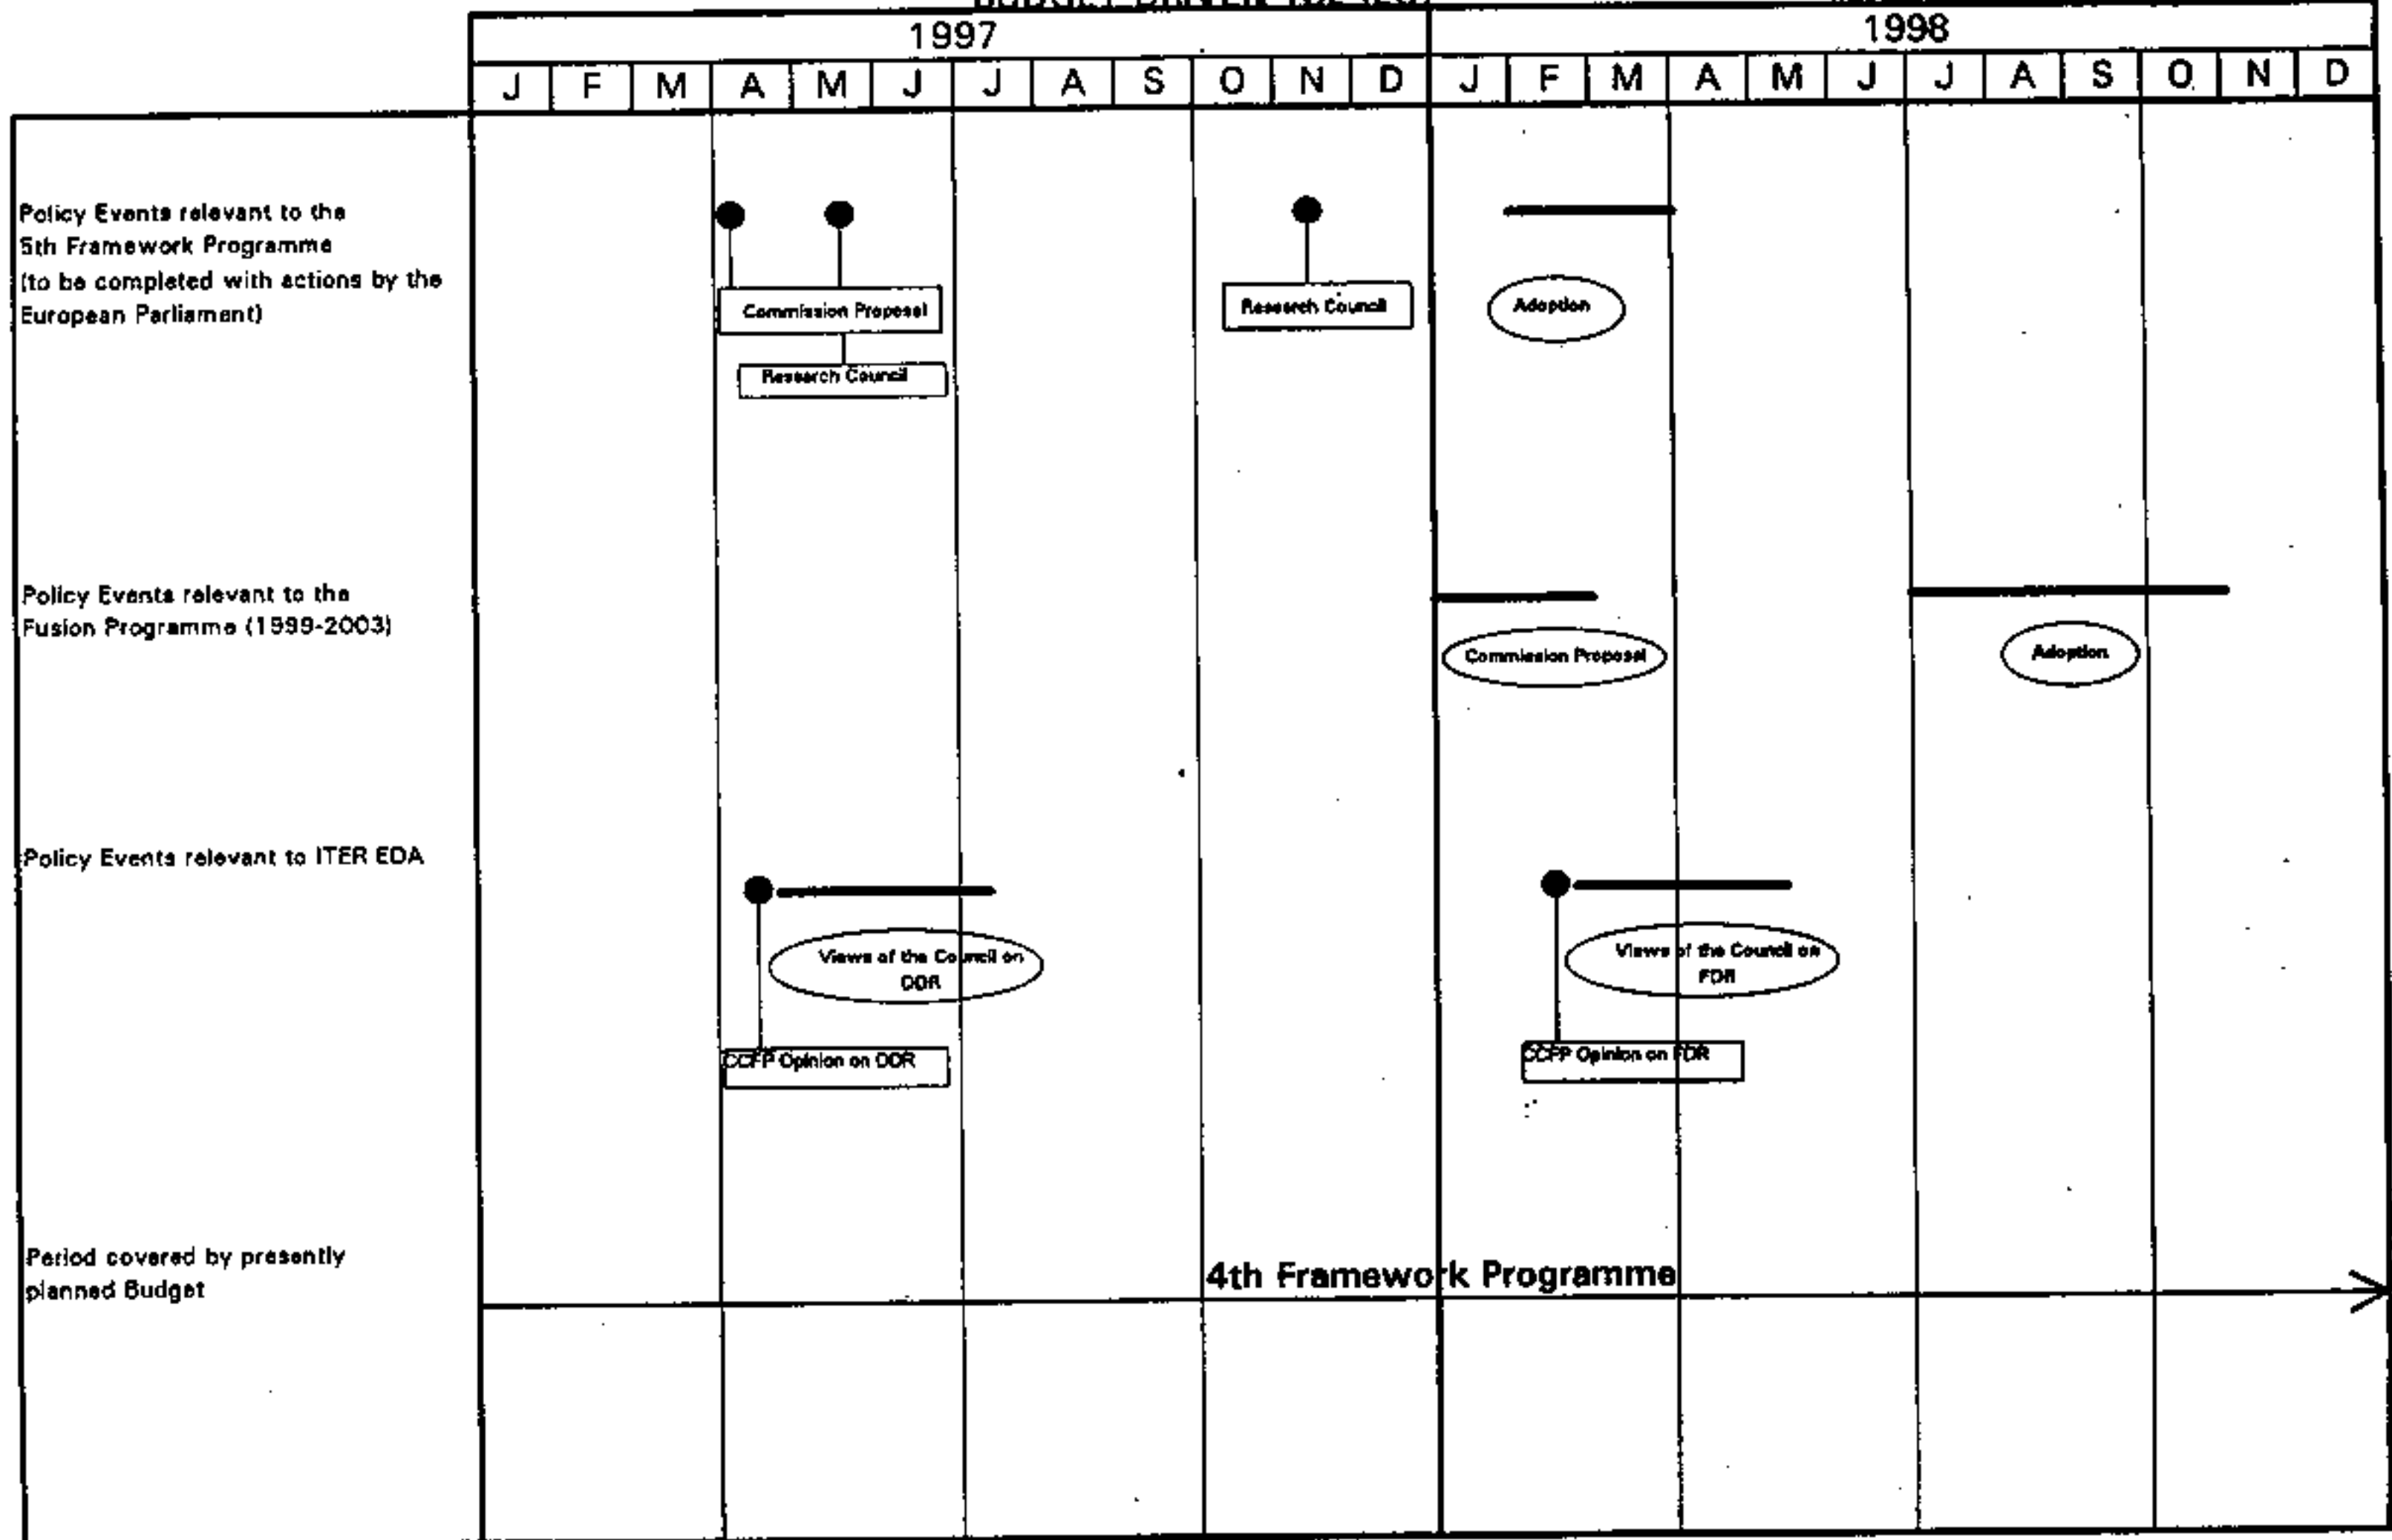 1997 1998
J F M A M J J A S O N D J F M A M J J A S O N D
Policy Events relevant to the
5th Framework Programme
(to be completed with actions by the
European Parliament)
Commission Proposal
Research Council
Research Council
Adoption
Policy Events relevant to the
Fusion Programme (1999-2003)
Commission Proposal
Adoption
Policy Events relevant to ITER EDA
Views of the Council on
DDR
Views of the Council on
FDR
CCFP Opinion on DDR
CCFP Opinion on FDR
Period covered by presently
planned Budget
4th Framework Programme